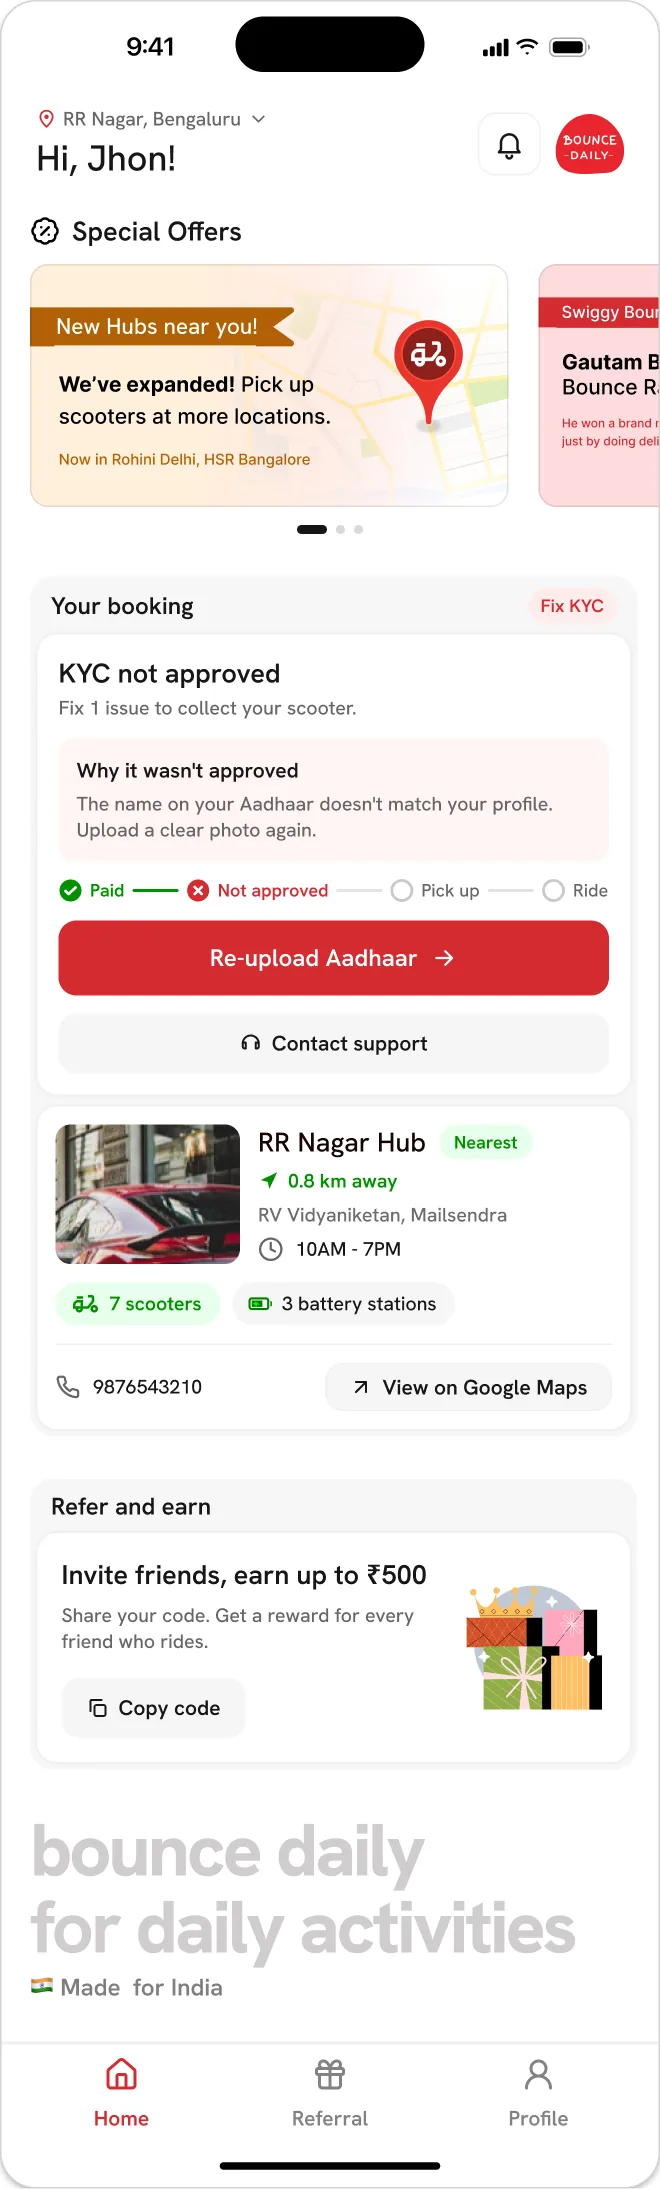 9:41
RR Nagar, Bengaluru
Hi, Jhon!
BOUNCE
-DAILY-
Special Offers
New Hubs near you!
We've expanded! Pick up
scooters at more locations.
Now in Rohini Delhi, HSR Bangalore
Swiggy Boun
Gautam B
Bounce Ra
He won a brand n
just by doing deli
Your booking
Fix KYC
KYC not approved
Fix 1 issue to collect your scooter.
Why it wasn't approved
The name on your Aadhaar doesn't match your profile.
Upload a clear photo again.
Paid
Not approved
Pick up
Ride
Re-upload Aadhaar
Contact support
RR Nagar Hub
Nearest
0.8 km away
RV Vidyaniketan, Mailsendra
10AM - 7PM
7 scooters
3 battery stations
9876543210
View on Google Maps
Refer and earn
Invite friends, earn up to ₹500
Share your code. Get a reward for every
friend who rides.
Copy code
bounce daily
for daily activities
🇮🇳 Made for India
Home
Referral
Profile